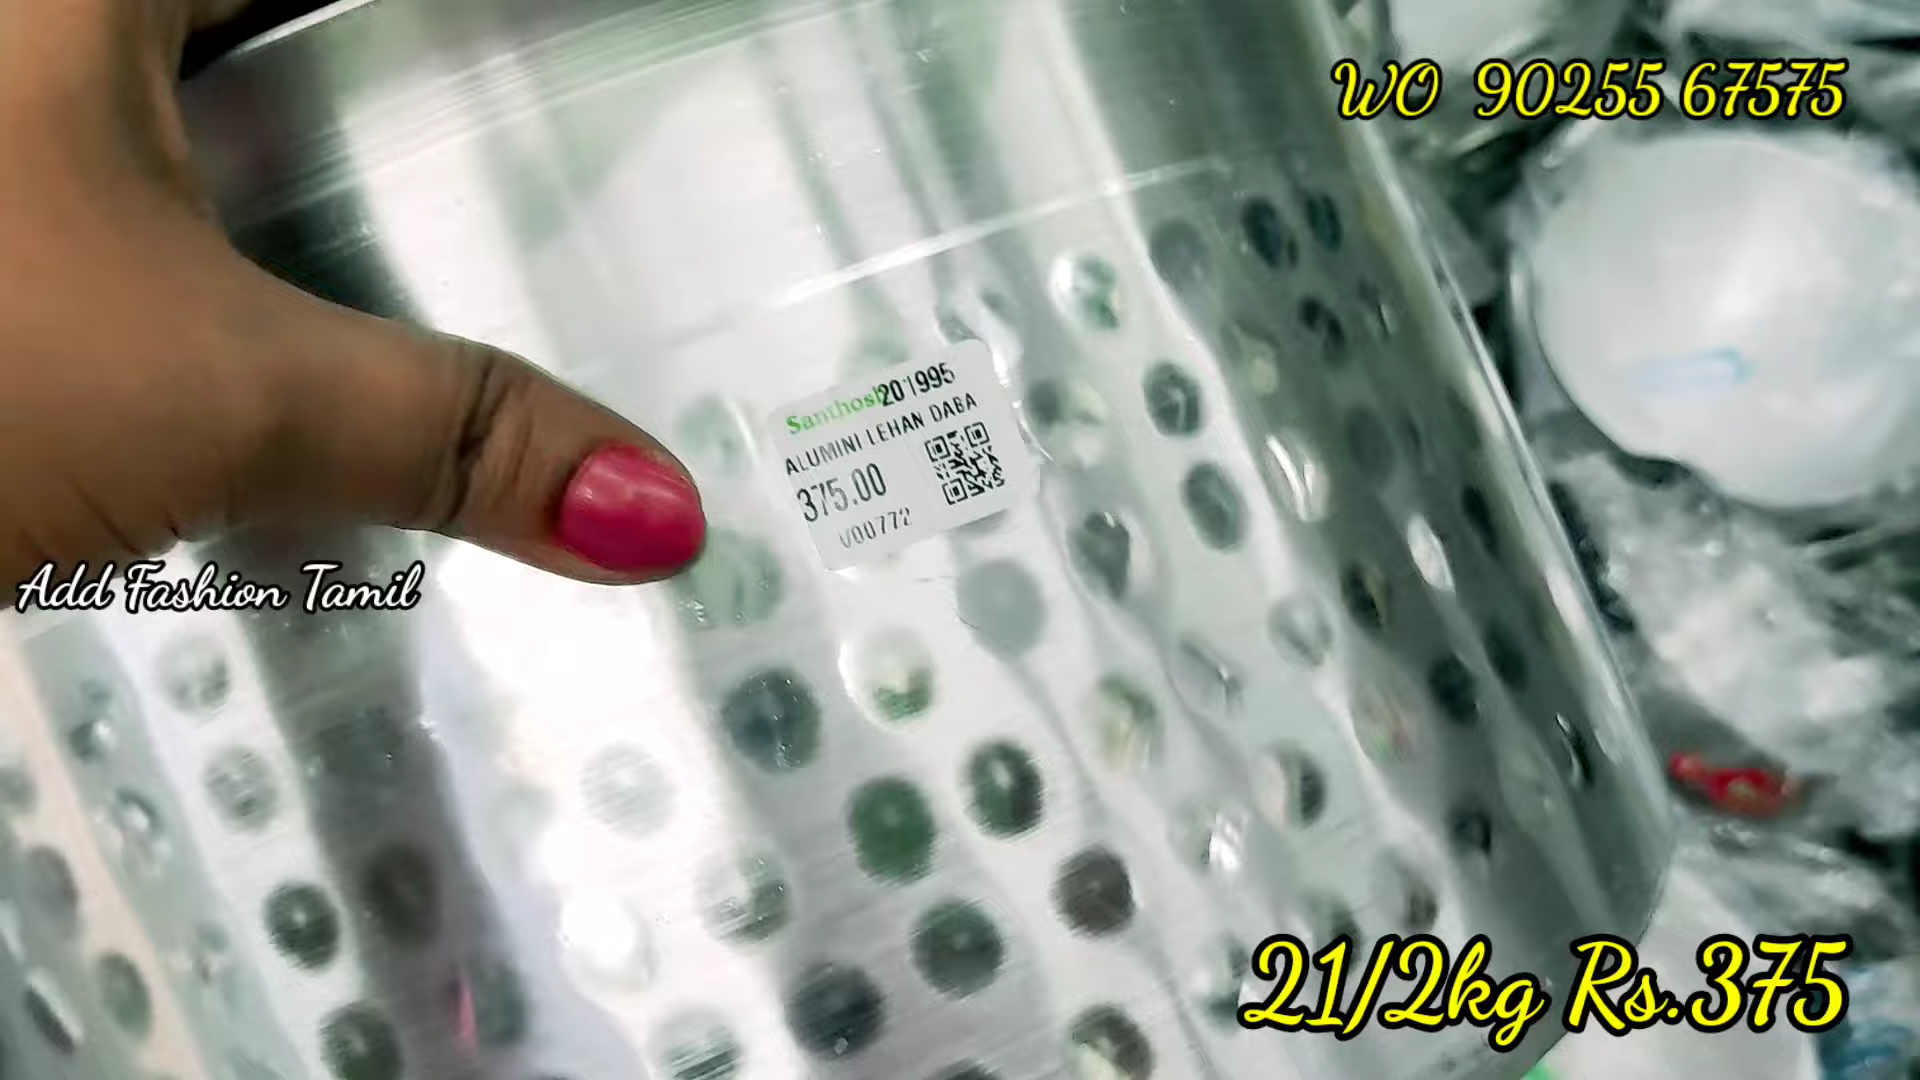 WO 90255 67575
Santhosh 201995
ALUMINI LEHAN DABA
375.00
V00772
Add Fashion Tamil
21/2kg Rs.375